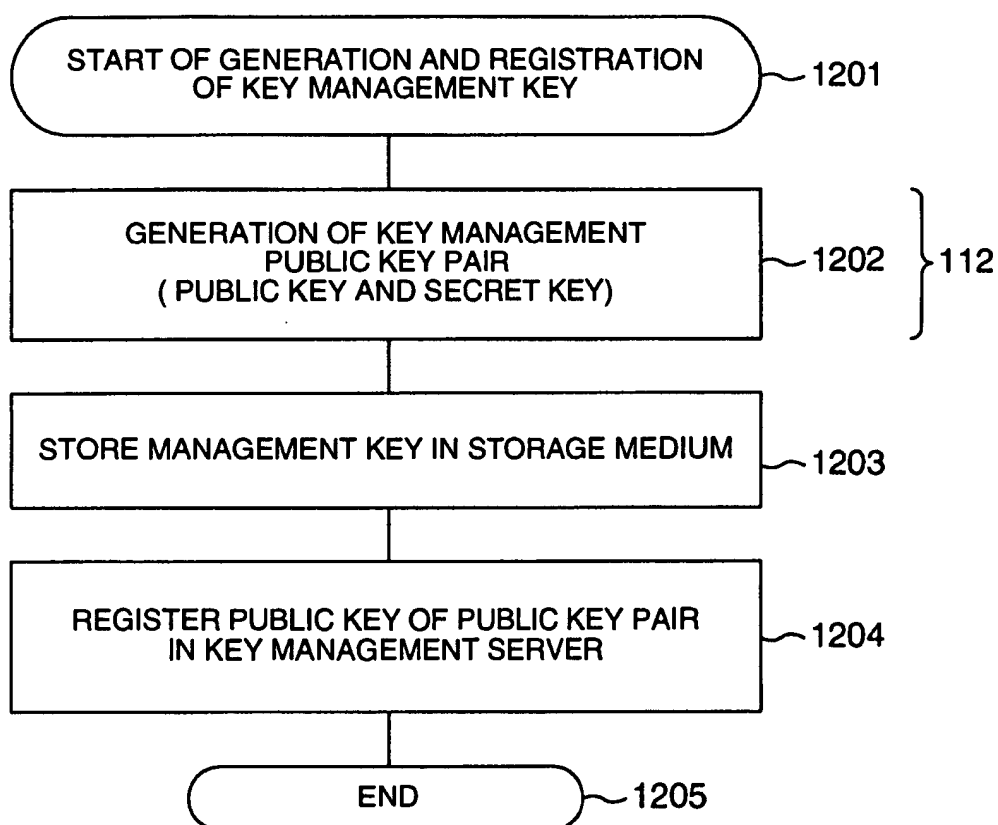 START OF GENERATION AND REGISTRATION
OF KEY MANAGEMENT KEY
1201
GENERATION OF KEY MANAGEMENT
PUBLIC KEY PAIR
( PUBLIC KEY AND SECRET KEY)
1202
112
STORE MANAGEMENT KEY IN STORAGE MEDIUM
1203
REGISTER PUBLIC KEY OF PUBLIC KEY PAIR
IN KEY MANAGEMENT SERVER
1204
END
1205